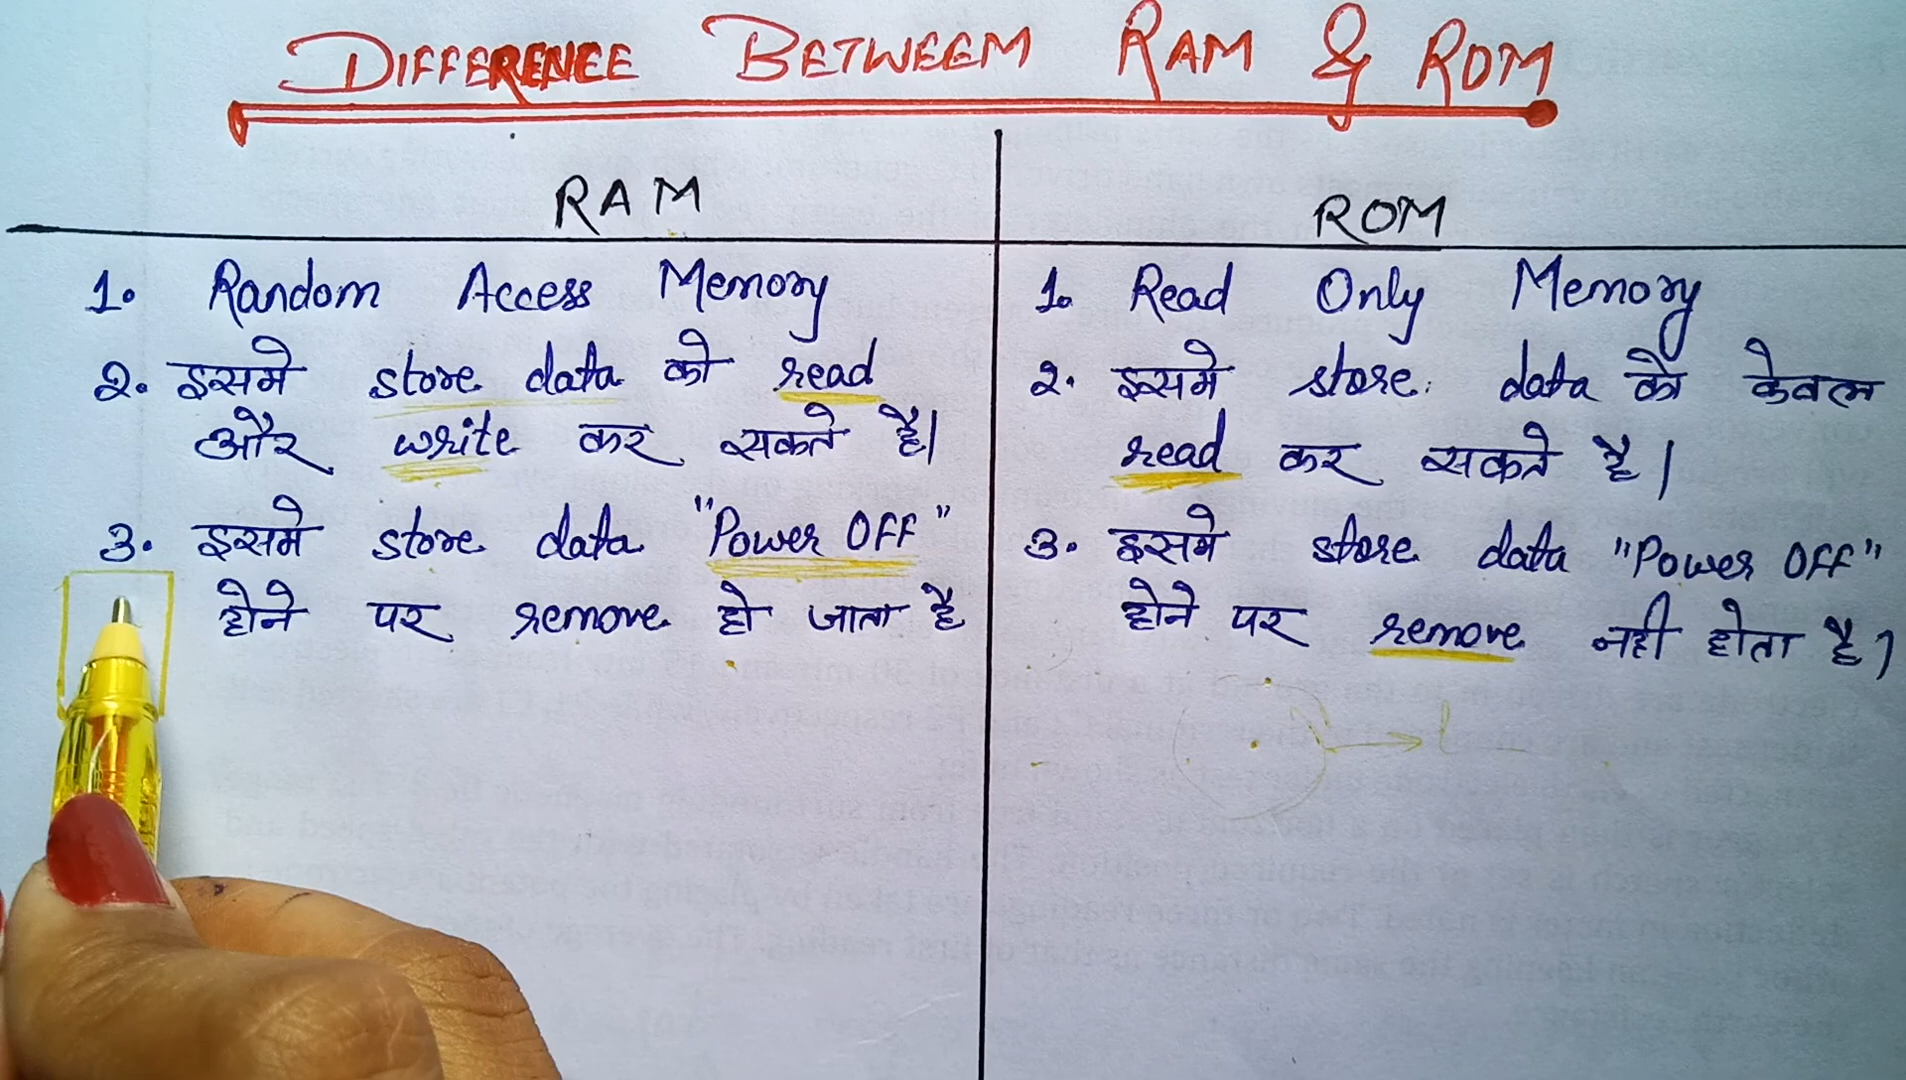 DIFFERENCE BETWEEM RAM & ROM
RAM
1. Random Access Memory
2. इसमे store data को read
और write कर सकते है।
3. इसमे store data "Power OFF"
होने पर remove हो जाता है
ROM
1. Read Only Memory
2. इसमे store data को केवल
read कर सकते है।
3. इसमे store data "Power OFF"
होने पर remove नही होता है।